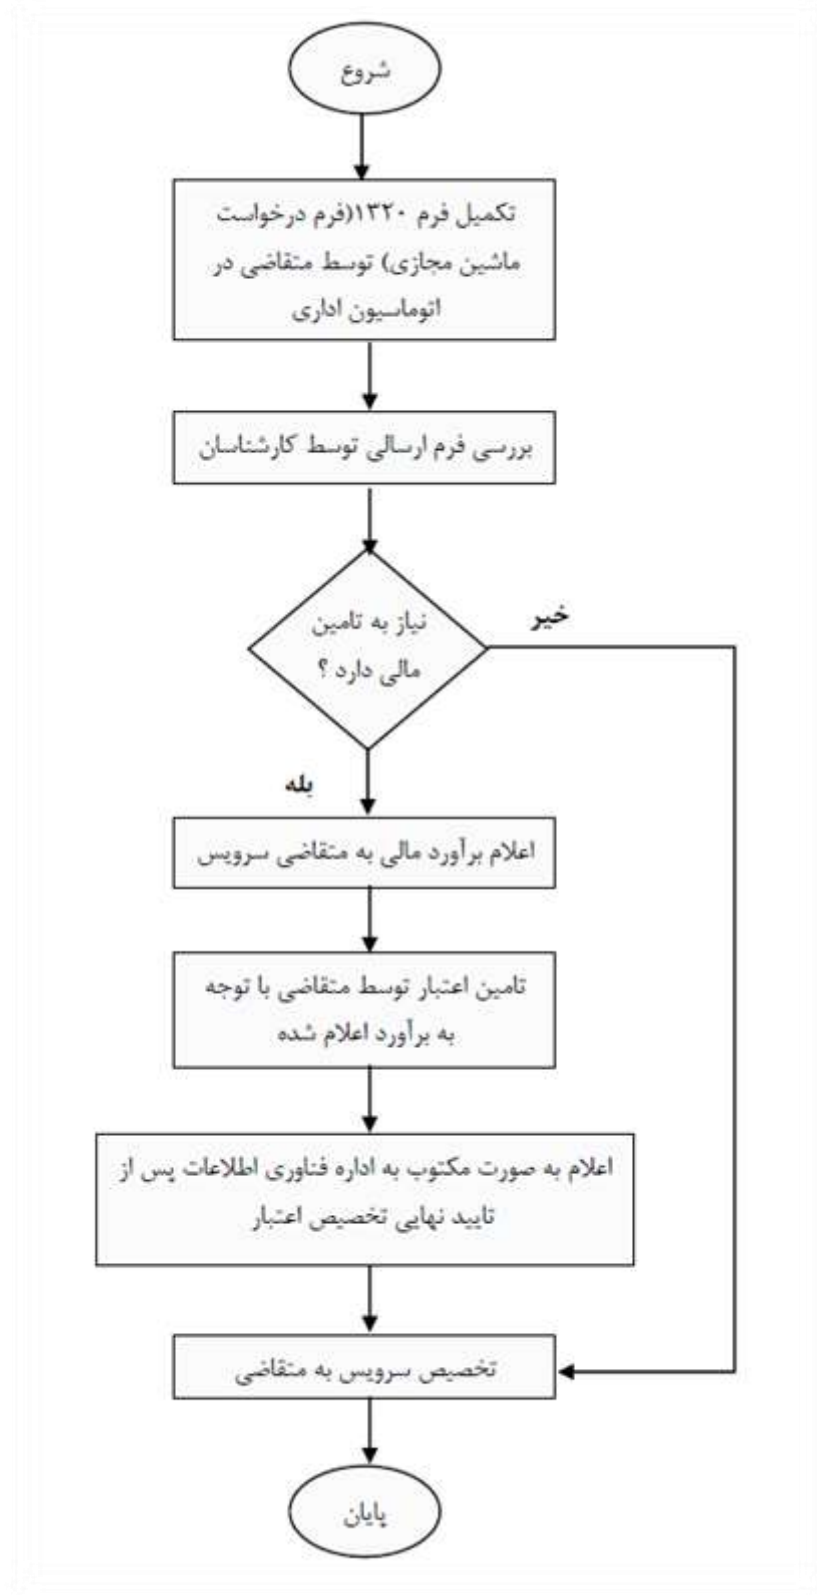 شروع
تکمیل فرم ۱۳۲۰(فرم درخواست
ماشین مجازی) توسط متقاضی در
اتوماسیون اداری
بررسی فرم ارسالی توسط کارشناسان
نیاز به تامین
مالی دارد ؟
خیر
بله
اعلام برآورد مالی به متقاضی سرویس
تامین اعتبار توسط متقاضی با توجه
به برآورد اعلام شده
اعلام به صورت مکتوب به اداره فناوری اطلاعات پس از
تایید نهایی تخصیص اعتبار
تخصیص سرویس به متقاضی
پایان